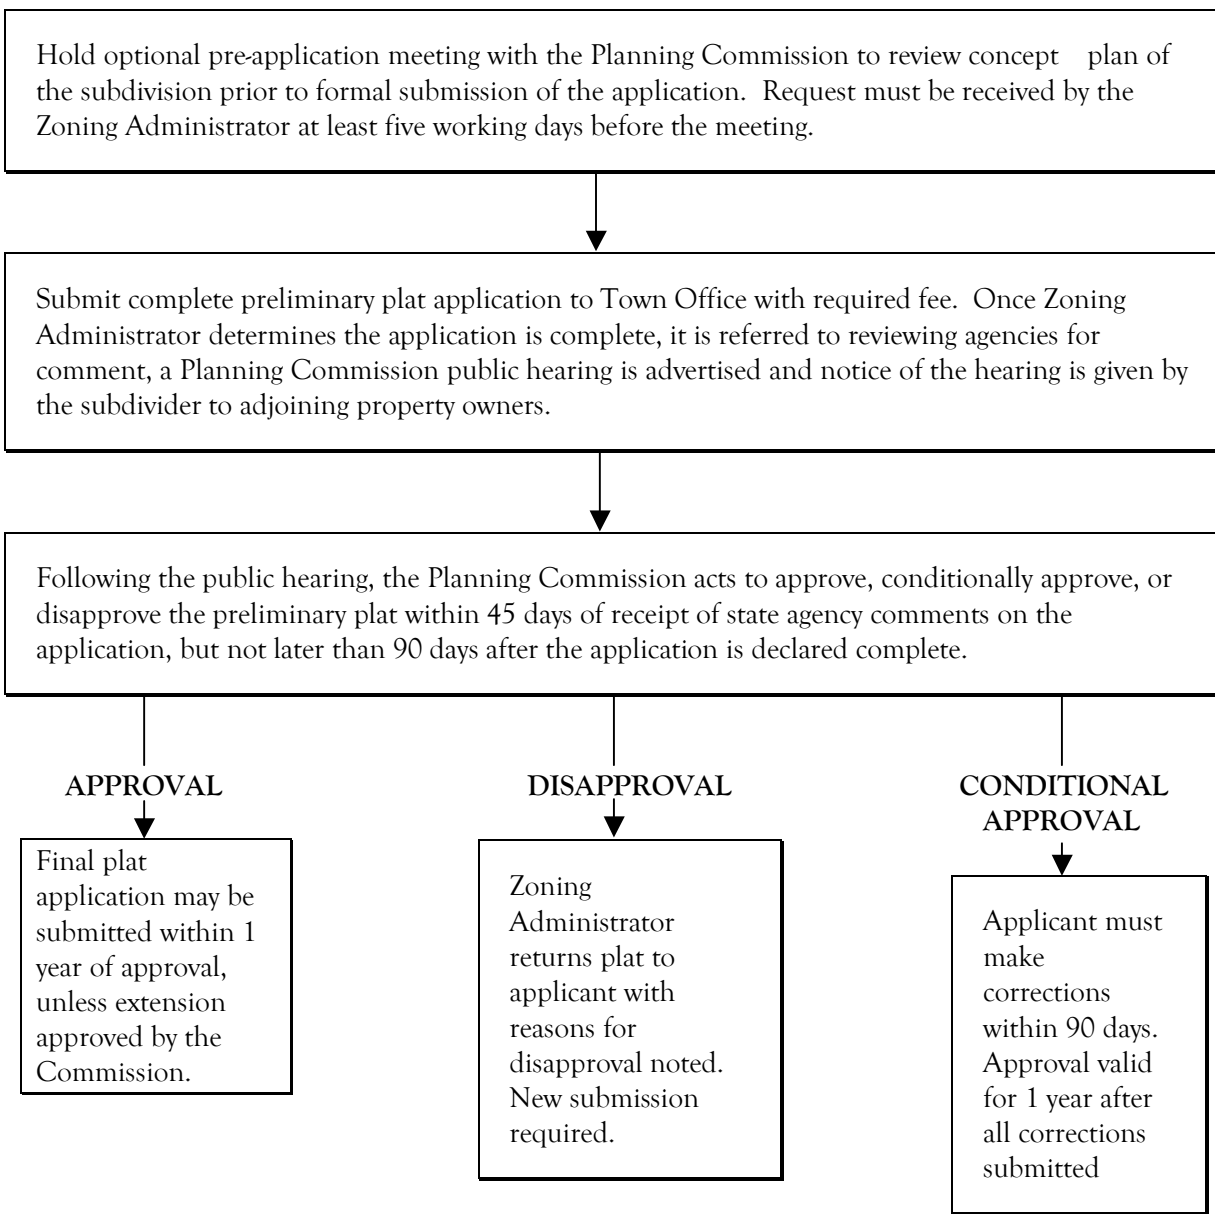 Hold optional pre-application meeting with the Planning Commission to review concept plan of
the subdivision prior to formal submission of the application. Request must be received by the
Zoning Administrator at least five working days before the meeting.
Submit complete preliminary plat application to Town Office with required fee. Once Zoning
Administrator determines the application is complete, it is referred to reviewing agencies for
comment, a Planning Commission public hearing is advertised and notice of the hearing is given by
the subdivider to adjoining property owners.
Following the public hearing, the Planning Commission acts to approve, conditionally approve, or
disapprove the preliminary plat within 45 days of receipt of state agency comments on the
application, but not later than 90 days after the application is declared complete.
APPROVAL
Final plat
application may be
submitted within 1
year of approval,
unless extension
approved by the
Commission.
DISAPPROVAL
Zoning
Administrator
returns plat to
applicant with
reasons for
disapproval noted.
New submission
required.
CONDITIONAL
APPROVAL
Applicant must
make
corrections
within 90 days.
Approval valid
for 1 year after
all corrections
submitted